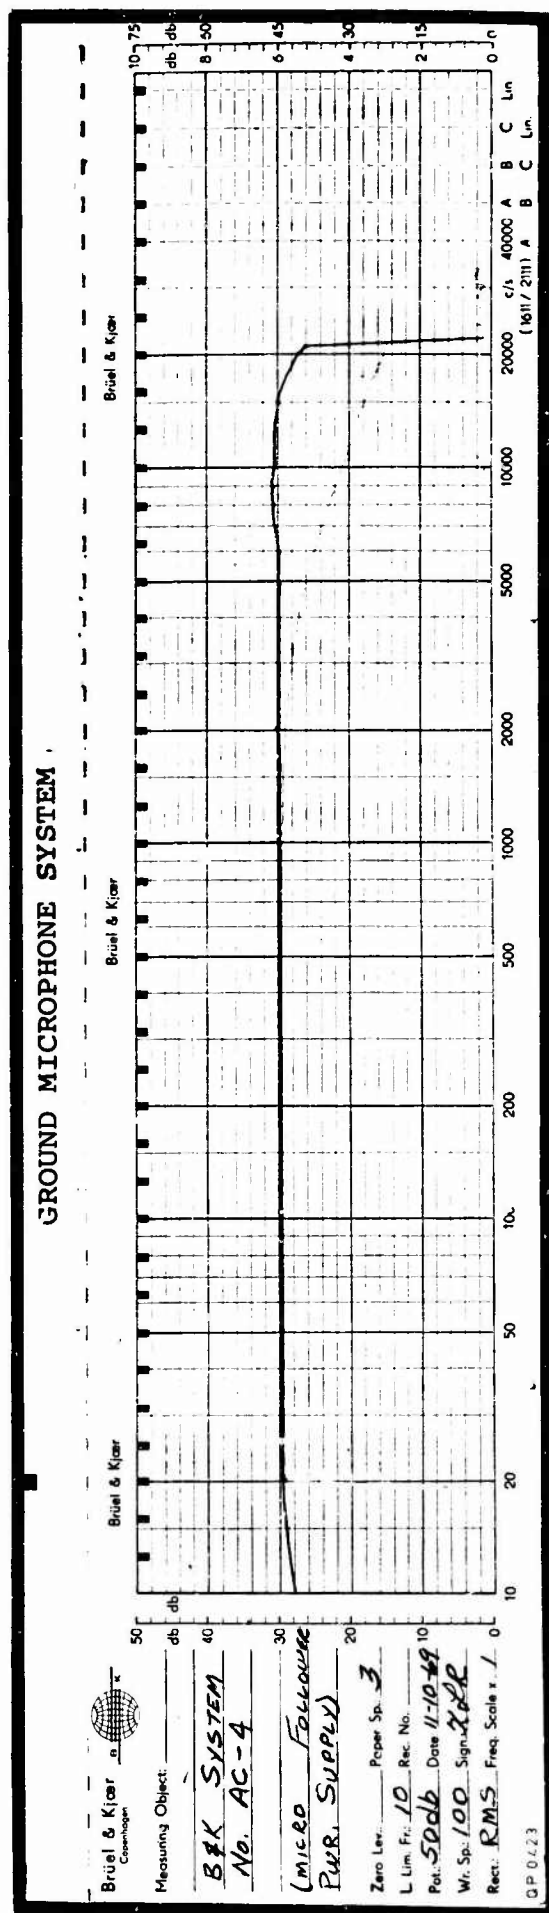 GROUND MICROPHONE SYSTEM
Brüel & Kjær
Copenhagen
B K
Measuring Object:
B&K SYSTEM
No. AC-4
(MICRO FOLLOWER
PWR. SUPPLY)
Zero Lev.: Paper Sp. 3
L. Lim. Fr.: 10 Rec. No.
Pot.: 50db Date 11-10-69
Wr. Sp.: 100 Sign.
Rect.: RMS Freq. Scale x 1
QP 0423
Brüel & Kjær
Brüel & Kjær
Brüel & Kjær
50
db
40
30
20
10
0
db
10 20 50 100 200 500 1000 2000 5000 10000 20000 c/s 40000 A B C Lin
(1611/2111) A B C Lin.
10-75
db db
8-60
6-45
4-30
2-15
0-0